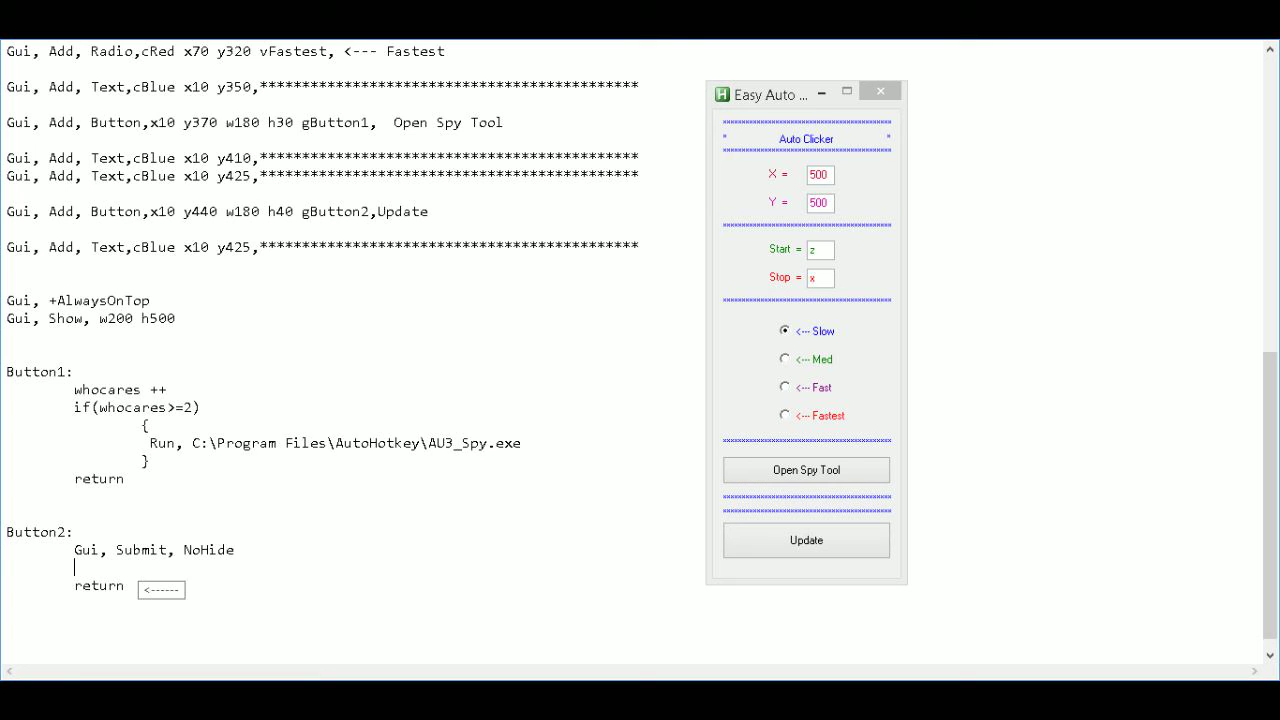 Gui, Add, Radio,cRed x70 y320 vFastest, <--- Fastest
Gui, Add, Text,cBlue x10 y350,*********************************************
Gui, Add, Button,x10 y370 w180 h30 gButton1,  Open Spy Tool
Gui, Add, Text,cBlue x10 y410,*********************************************
Gui, Add, Text,cBlue x10 y425,*********************************************
Gui, Add, Button,x10 y440 w180 h40 gButton2,Update
Gui, Add, Text,cBlue x10 y425,*********************************************
Gui, +AlwaysOnTop
Gui, Show, w200 h500
Button1:
whocares ++
if(whocares>=2)
{
Run, C:\Program Files\AutoHotkey\AU3_Spy.exe
}
return
Button2:
Gui, Submit, NoHide
return
<------
H Easy Auto ...
*********************************************
* Auto Clicker *
*********************************************
X = 500
Y = 500
*********************************************
Start = z
Stop = x
*********************************************
<--- Slow
<--- Med
<--- Fast
<--- Fastest
*********************************************
Open Spy Tool
*********************************************
*********************************************
Update